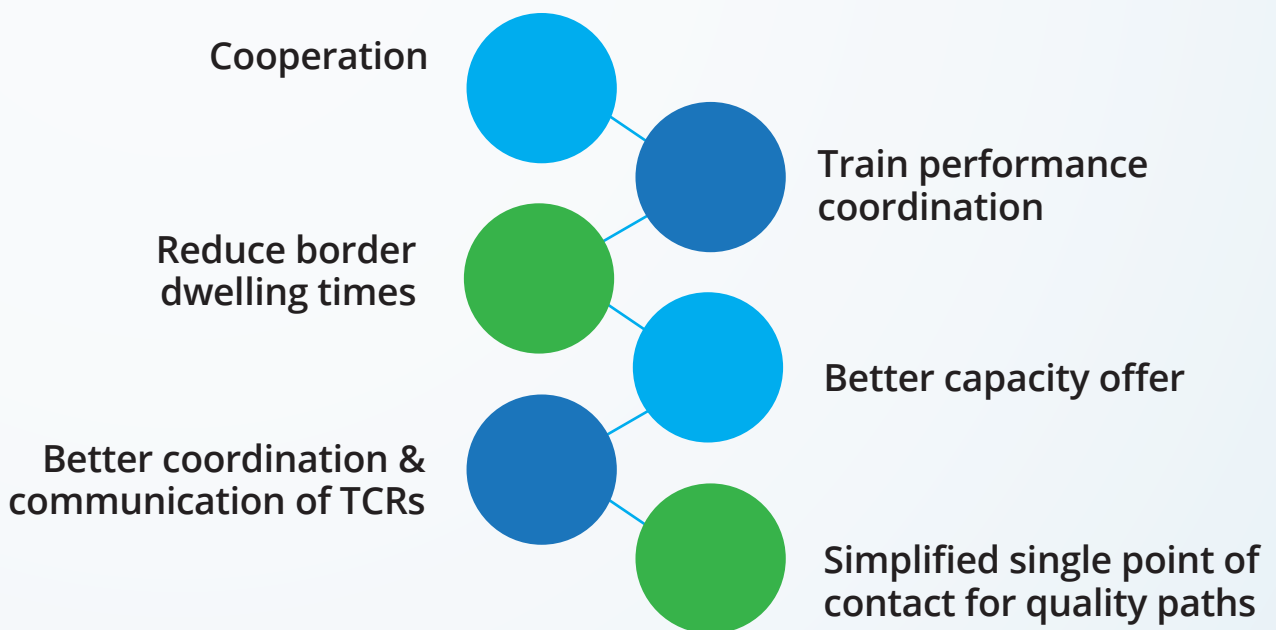 Cooperation
Train performance
coordination
Reduce border
dwelling times
Better capacity offer
Better coordination &
communication of TCRs
Simplified single point of
contact for quality paths